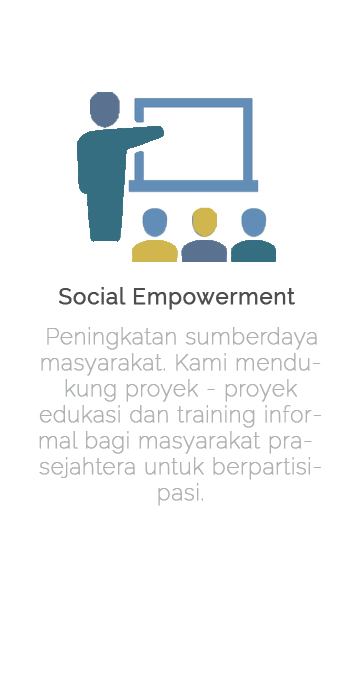 Social Empowerment
Peningkatan sumberdaya
masyarakat. Kami mendu-
kung proyek - proyek
edukasi dan training infor-
mal bagi masyarakat pra-
sejahtera untuk berpartisi-
pasi.